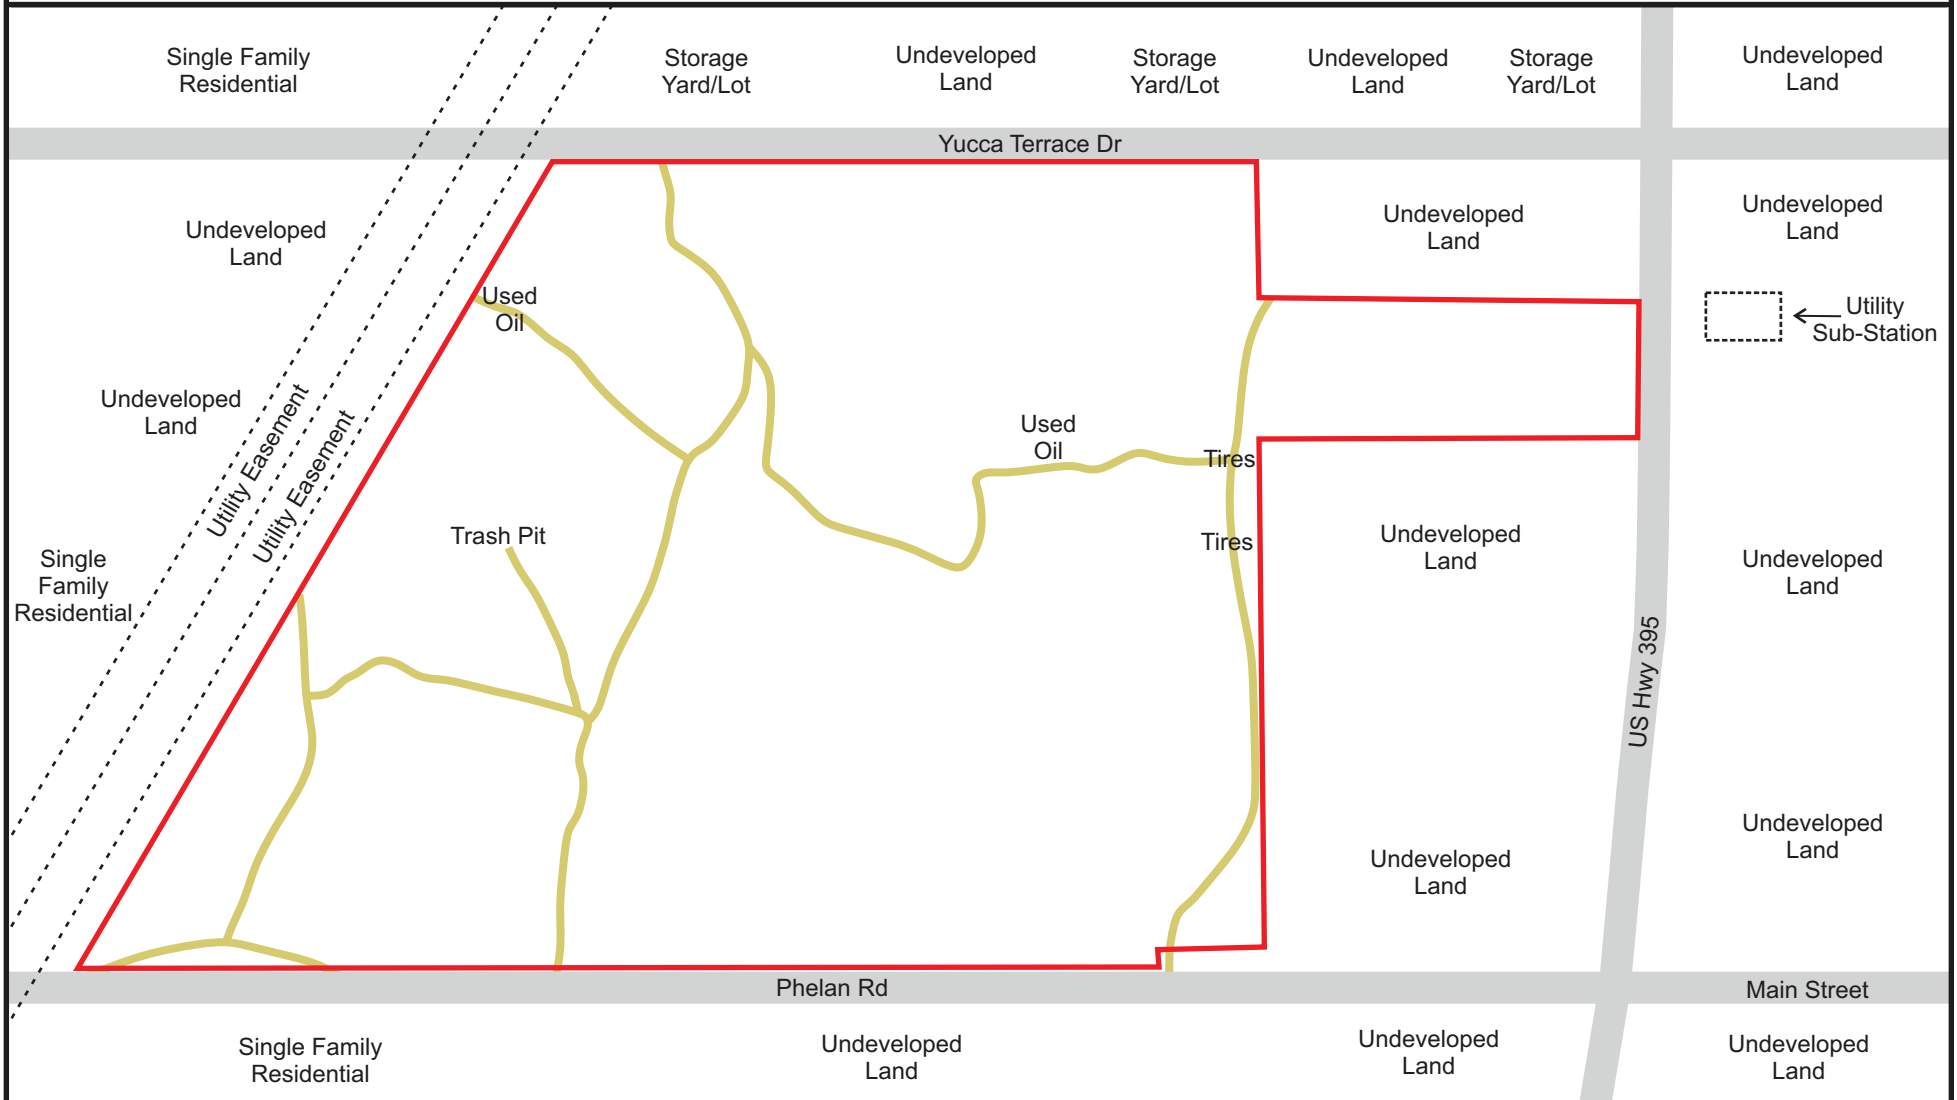 Single Family
Residential
Storage
Yard/Lot
Undeveloped
Land
Storage
Yard/Lot
Undeveloped
Land
Storage
Yard/Lot
Undeveloped
Land
Yucca Terrace Dr
Undeveloped
Land
Undeveloped
Land
Undeveloped
Land
Used
Oil
Utility
Sub-Station
Undeveloped
Land
Utility Easement
Utility Easement
Used
Oil
Tires
Trash Pit
Tires
Undeveloped
Land
Single
Family
Residential
Undeveloped
Land
US Hwy 395
Undeveloped
Land
Undeveloped
Land
Phelan Rd
Main Street
Single Family
Residential
Undeveloped
Land
Undeveloped
Land
Undeveloped
Land